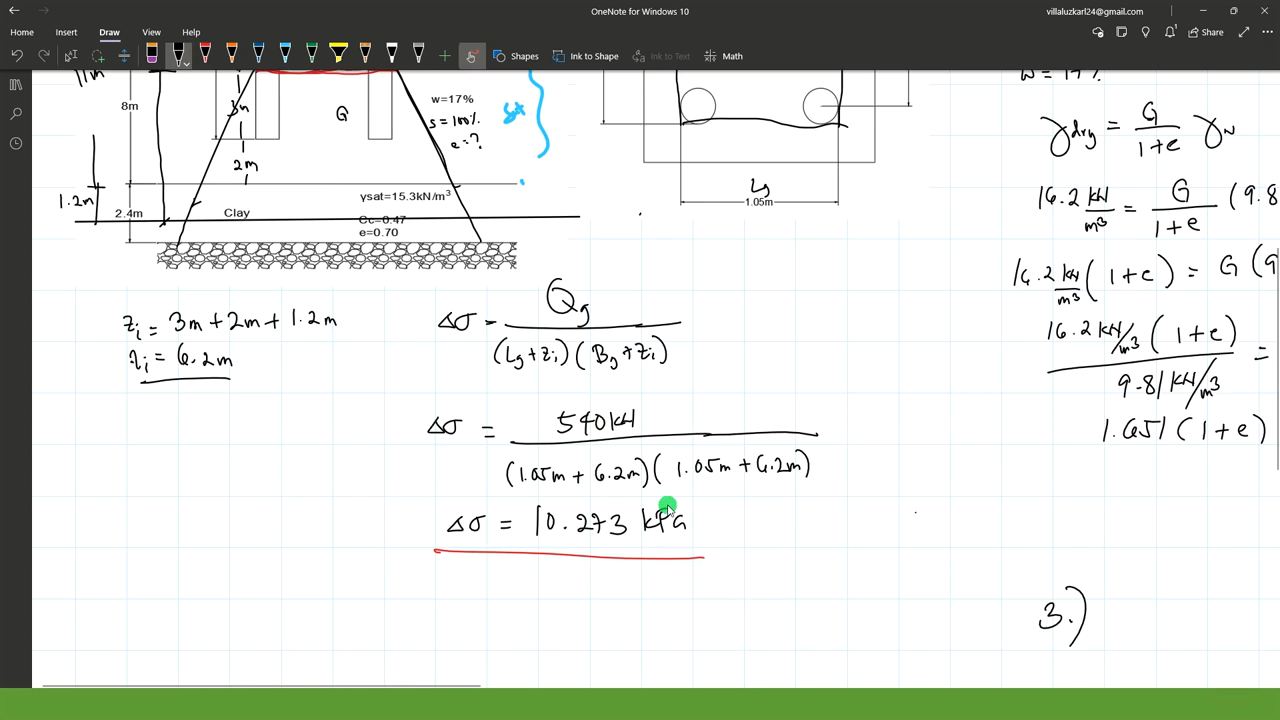 OneNote for Windows 10
villaluzkarl24@gmail.com
Home Insert Draw View Help
Share
Shapes Ink to Shape Ink to Text Math
11m
8m
3m
G
w=17%
s = 100%
e = ?
Sat
2m
1.2m
γsat=15.3kN/m³
2.4m
Clay
Cc=0.47
e=0.70
Lg
1.05m
w = 17%
γdry = G / 1+e γw
16.2 kN/m³ = G / 1+e (9.8
16.2 kN/m³ (1+e) = G (9
16.2 kN/m³ (1+e) / 9.81 kN/m³ =
1.651 (1+e)
zi = 3m + 2m + 1.2m
zi = 6.2m
Δσ = Qg / (Lg+zi)(Bg+zi)
Δσ = 540kN / (1.05m + 6.2m)(1.05m + 6.2m)
Δσ = 10.273 kPa
3.)